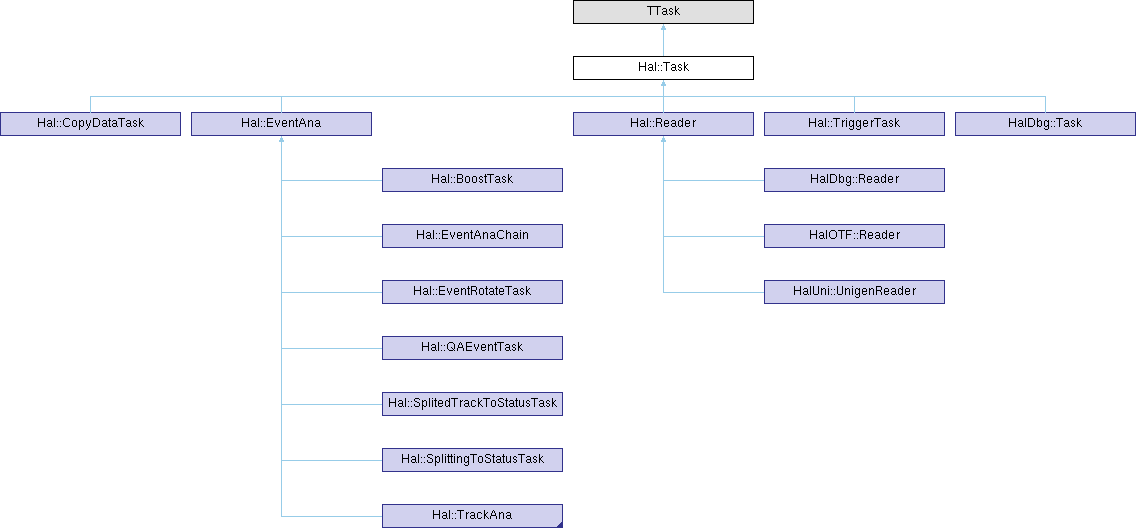 TTask
Hal::Task
Hal::CopyDataTask
Hal::EventAna
Hal::Reader
Hal::TriggerTask
HalDbg::Task
Hal::BoostTask
HalDbg::Reader
Hal::EventAnaChain
HalOTF::Reader
Hal::EventRotateTask
HalUni::UnigenReader
Hal::QAEventTask
Hal::SplitedTrackToStatusTask
Hal::SplittingToStatusTask
Hal::TrackAna